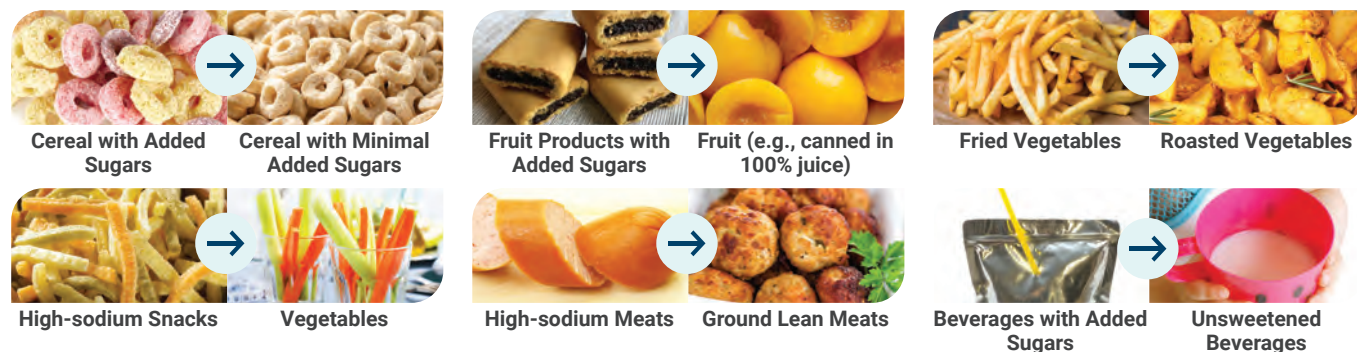 Cereal with Added
Sugars
Cereal with Minimal
Added Sugars
Fruit Products with
Added Sugars
Fruit (e.g., canned in
100% juice)
Fried Vegetables
Roasted Vegetables
High-sodium Snacks
Vegetables
High-sodium Meats
Ground Lean Meats
Beverages with Added
Sugars
Unsweetened
Beverages